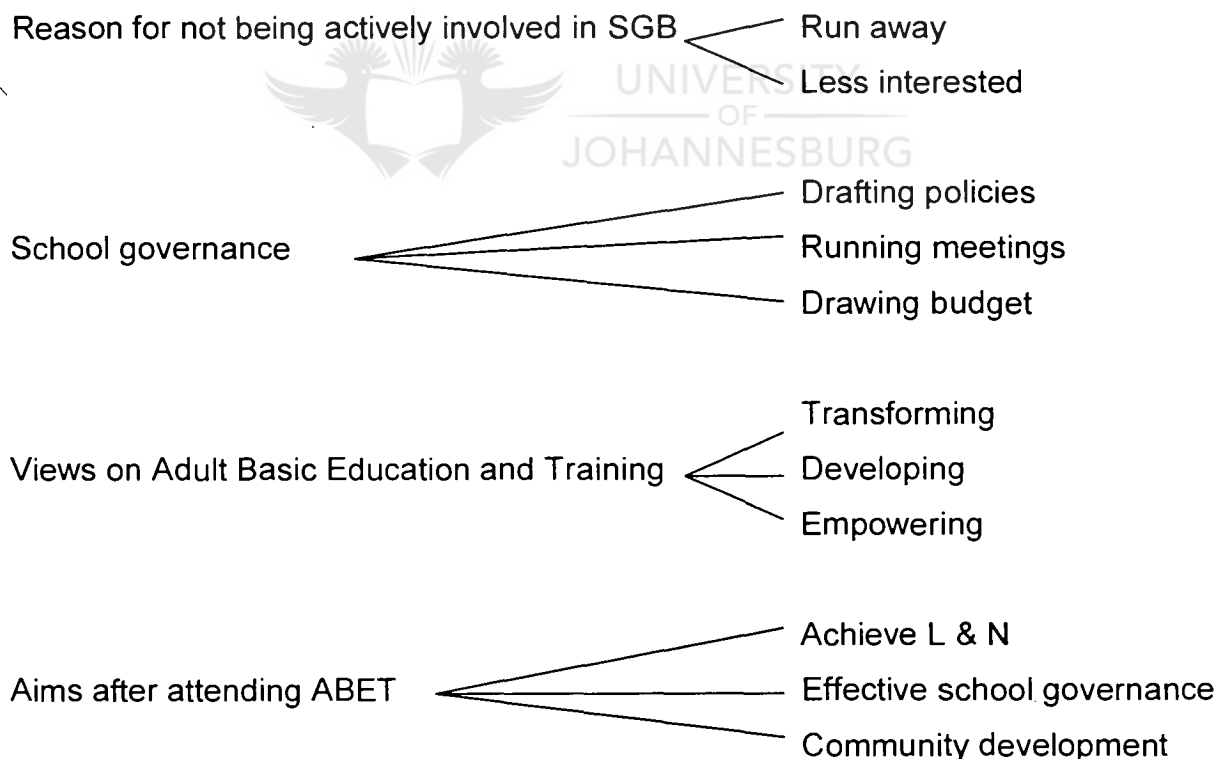 Reason for not being actively involved in SGB
Run away
Less interested
UNIVERSITY
OF
JOHANNESBURG
School governance
Drafting policies
Running meetings
Drawing budget
Views on Adult Basic Education and Training
Transforming
Developing
Empowering
Aims after attending ABET
Achieve L & N
Effective school governance
Community development